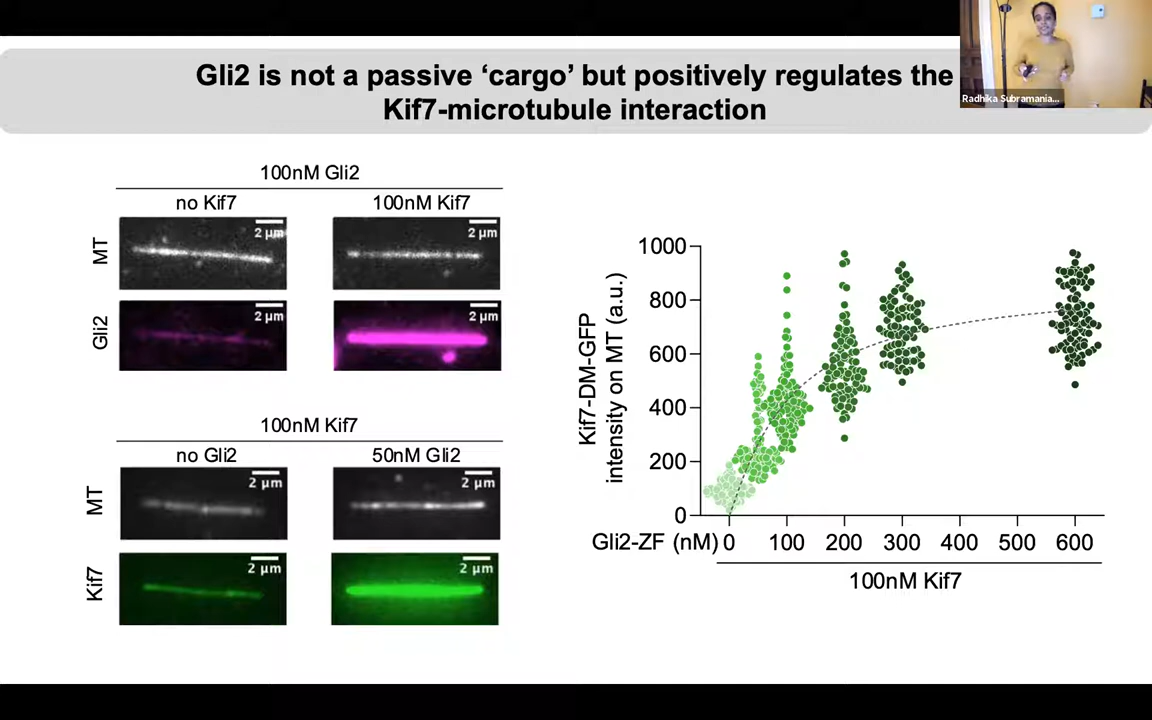 Gli2 is not a passive ‘cargo’ but positively regulates the
Kif7-microtubule interaction
Radhika Subramania...
100nM Gli2
no Kif7
100nM Kif7
MT
2 μm
2 μm
Gli2
2 μm
2 μm
100nM Kif7
no Gli2
50nM Gli2
MT
2 μm
2 μm
Kif7
2 μm
2 μm
Kif7-DM-GFP
intensity on MT (a.u.)
1000
800
600
400
200
0
Gli2-ZF (nM) 0 100 200 300 400 500 600
100nM Kif7